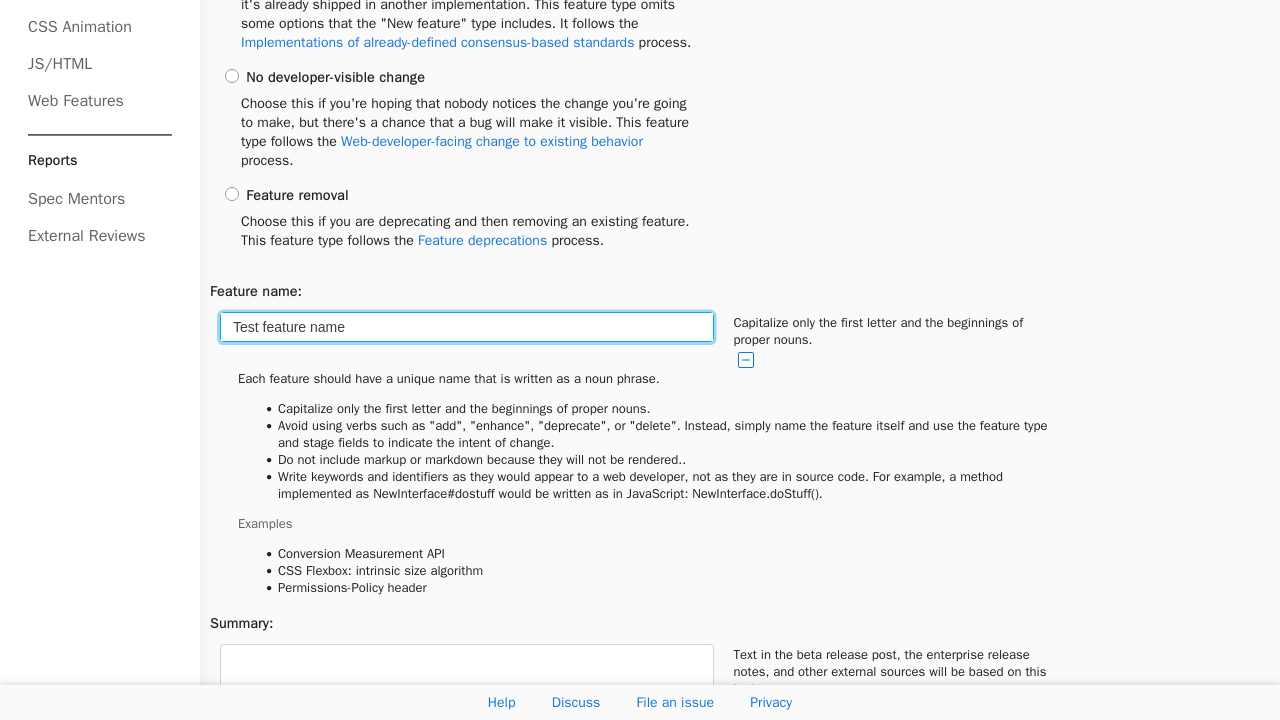 CSS Animation
JS/HTML
Web Features
Reports
Spec Mentors
External Reviews
it's already shipped in another implementation. This feature type omits
some options that the "New feature" type includes. It follows the
Implementations of already-defined consensus-based standards process.
No developer-visible change
Choose this if you're hoping that nobody notices the change you're going
to make, but there's a chance that a bug will make it visible. This feature
type follows the Web-developer-facing change to existing behavior
process.
Feature removal
Choose this if you are deprecating and then removing an existing feature.
This feature type follows the Feature deprecations process.
Feature name:
Test feature name
Capitalize only the first letter and the beginnings of
proper nouns.
Each feature should have a unique name that is written as a noun phrase.
• Capitalize only the first letter and the beginnings of proper nouns.
• Avoid using verbs such as "add", "enhance", "deprecate", or "delete". Instead, simply name the feature itself and use the feature type
and stage fields to indicate the intent of change.
• Do not include markup or markdown because they will not be rendered..
• Write keywords and identifiers as they would appear to a web developer, not as they are in source code. For example, a method
implemented as NewInterface#dostuff would be written as in JavaScript: NewInterface.doStuff().
Examples
• Conversion Measurement API
• CSS Flexbox: intrinsic size algorithm
• Permissions-Policy header
Summary:
Text in the beta release post, the enterprise release
notes, and other external sources will be based on this
Help
Discuss
File an issue
Privacy